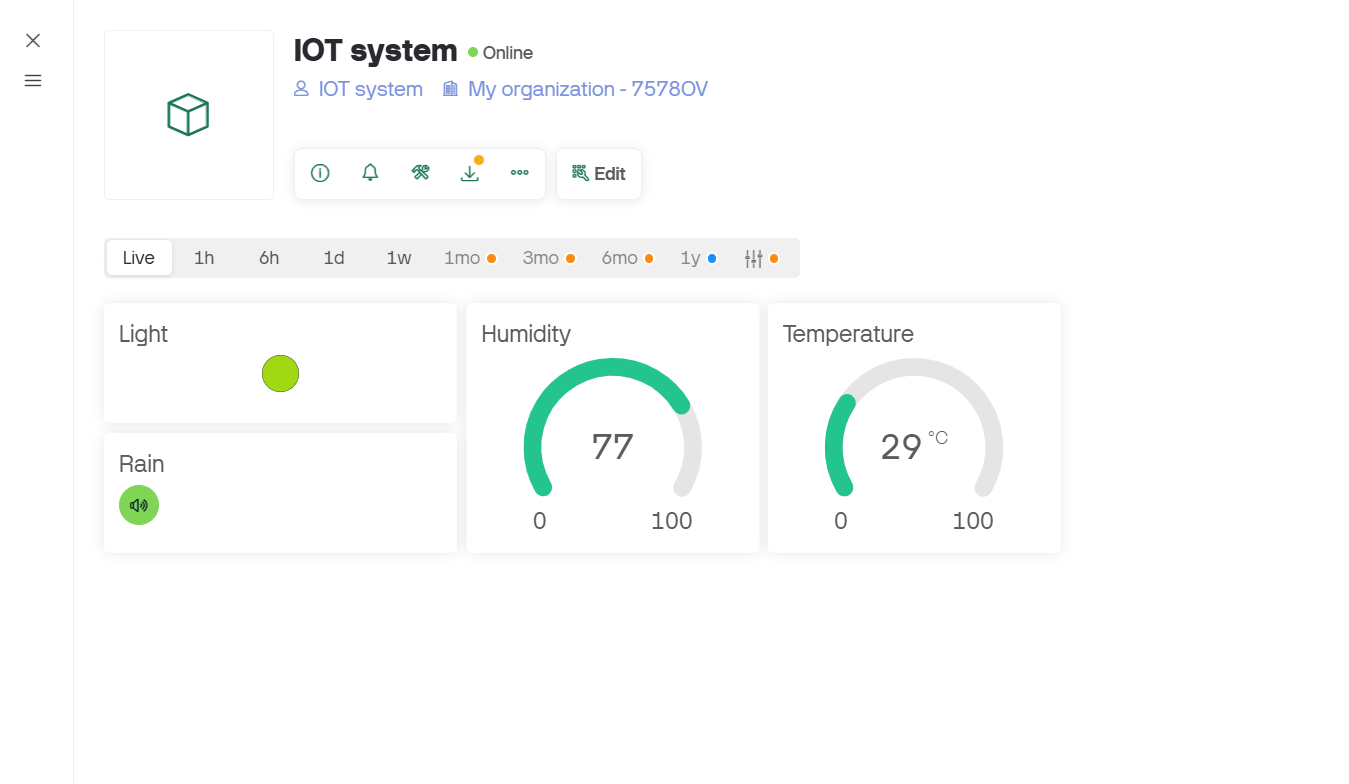 IOT system Online
IOT system My organization - 7578OV
Edit
Live 1h 6h 1d 1w 1mo 3mo 6mo 1y
Light
Humidity
Temperature
77
29 °C
Rain
0 100
0 100